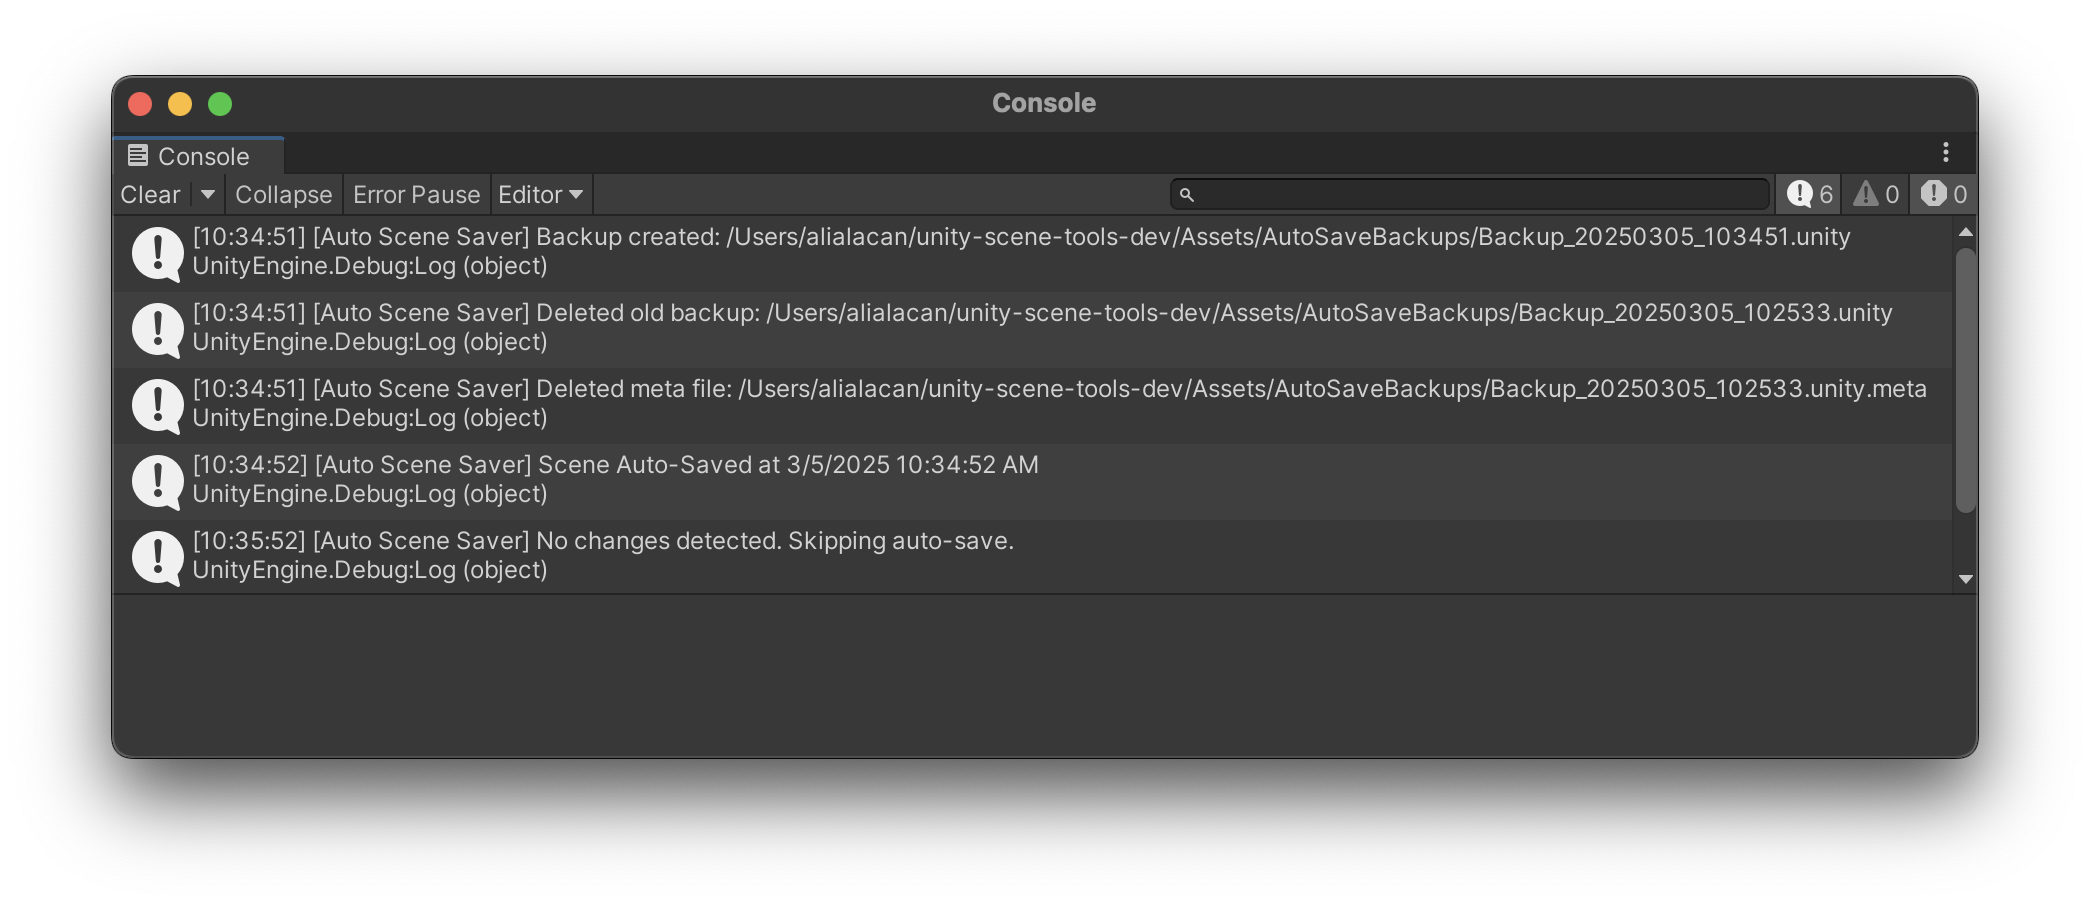 Console
Console
Clear Collapse Error Pause Editor 6 0 0
[10:34:51] [Auto Scene Saver] Backup created: /Users/alialacan/unity-scene-tools-dev/Assets/AutoSaveBackups/Backup_20250305_103451.unity
UnityEngine.Debug:Log (object)
[10:34:51] [Auto Scene Saver] Deleted old backup: /Users/alialacan/unity-scene-tools-dev/Assets/AutoSaveBackups/Backup_20250305_102533.unity
UnityEngine.Debug:Log (object)
[10:34:51] [Auto Scene Saver] Deleted meta file: /Users/alialacan/unity-scene-tools-dev/Assets/AutoSaveBackups/Backup_20250305_102533.unity.meta
UnityEngine.Debug:Log (object)
[10:34:52] [Auto Scene Saver] Scene Auto-Saved at 3/5/2025 10:34:52 AM
UnityEngine.Debug:Log (object)
[10:35:52] [Auto Scene Saver] No changes detected. Skipping auto-save.
UnityEngine.Debug:Log (object)